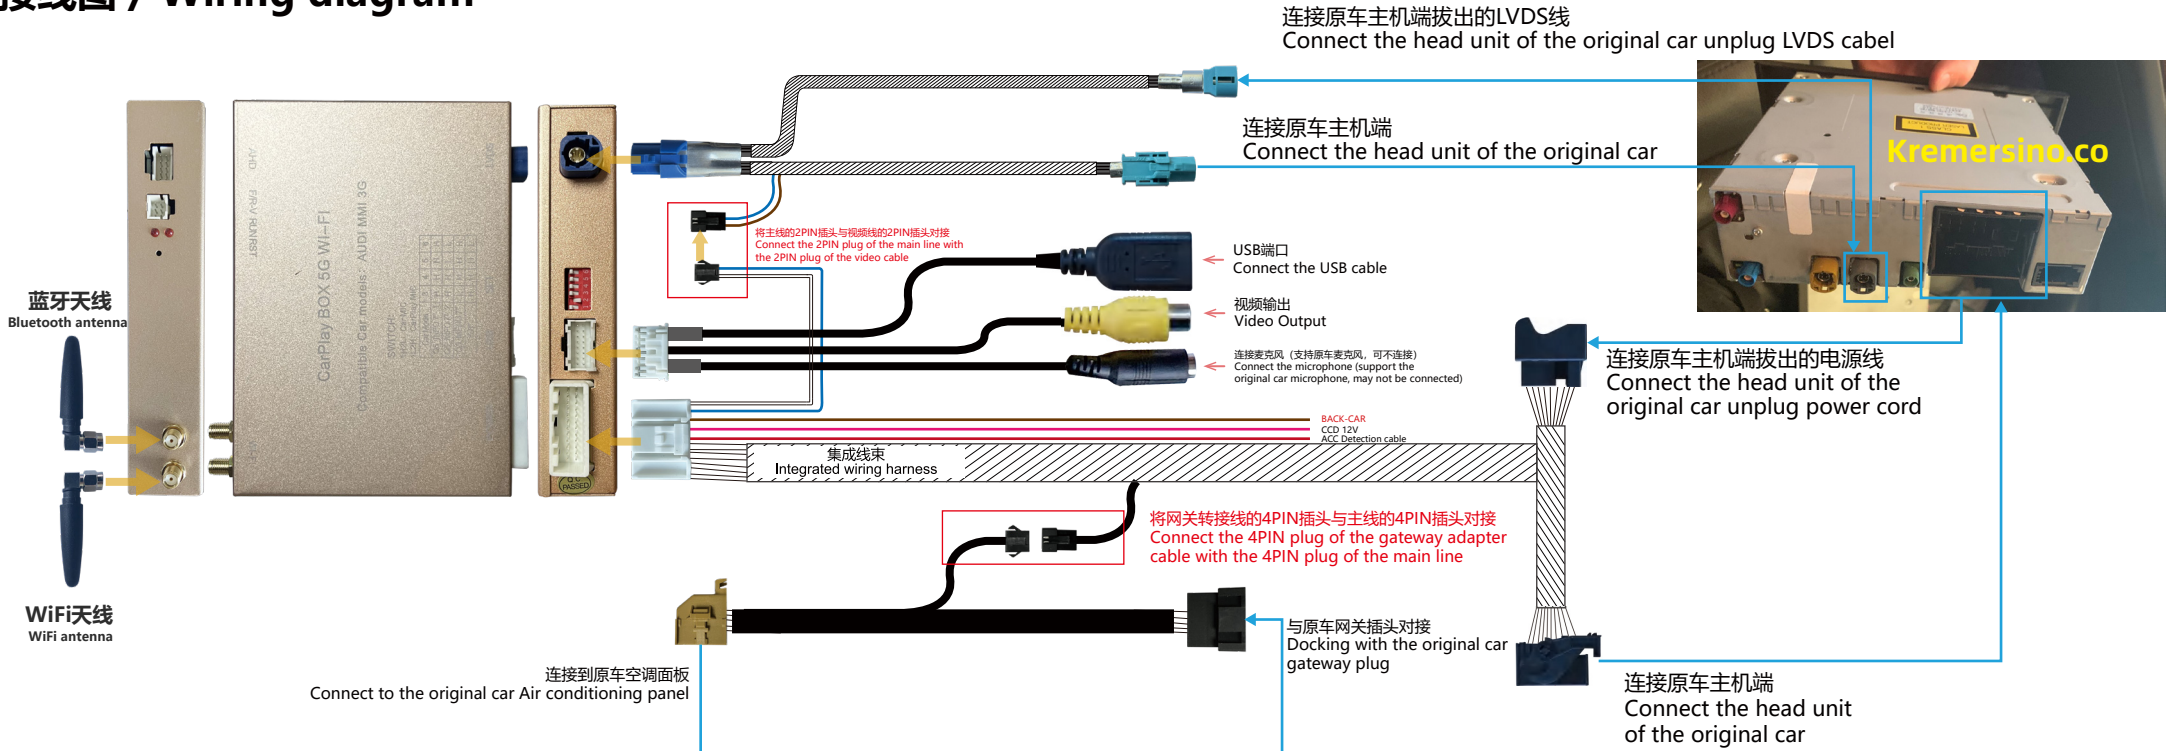 接线图 / Wiring diagram
连接原车主机端拔出的LVDS线
Connect the head unit of the original car unplug LVDS cabel
连接原车主机端
Connect the head unit of the original car
Kremersino.co
AHD
F/R-V RUN/RST
CarPlay BOX 5G WI-FI
Compatible Car models: AUDI MMI 3G
SWITCH:
将主线的2PIN插头与视频线的2PIN插头对接
Connect the 2PIN plug of the main line with
the 2PIN plug of the video cable
USB端口
Connect the USB cable
视频输出
Video Output
连接麦克风（支持原车麦克风，可不连接）
Connect the microphone (support the
original car microphone, may not be connected)
蓝牙天线
Bluetooth antenna
WiFi天线
WiFi antenna
QC
PASSED
BACK-CAR
CCD 12V
ACC Detection cable
集成线束
Integrated wiring harness
连接原车主机端拔出的电源线
Connect the head unit of the
original car unplug power cord
将网关转接线的4PIN插头与主线的4PIN插头对接
Connect the 4PIN plug of the gateway adapter
cable with the 4PIN plug of the main line
与原车网关插头对接
Docking with the original car
gateway plug
连接到原车空调面板
Connect to the original car Air conditioning panel
连接原车主机端
Connect the head unit
of the original car